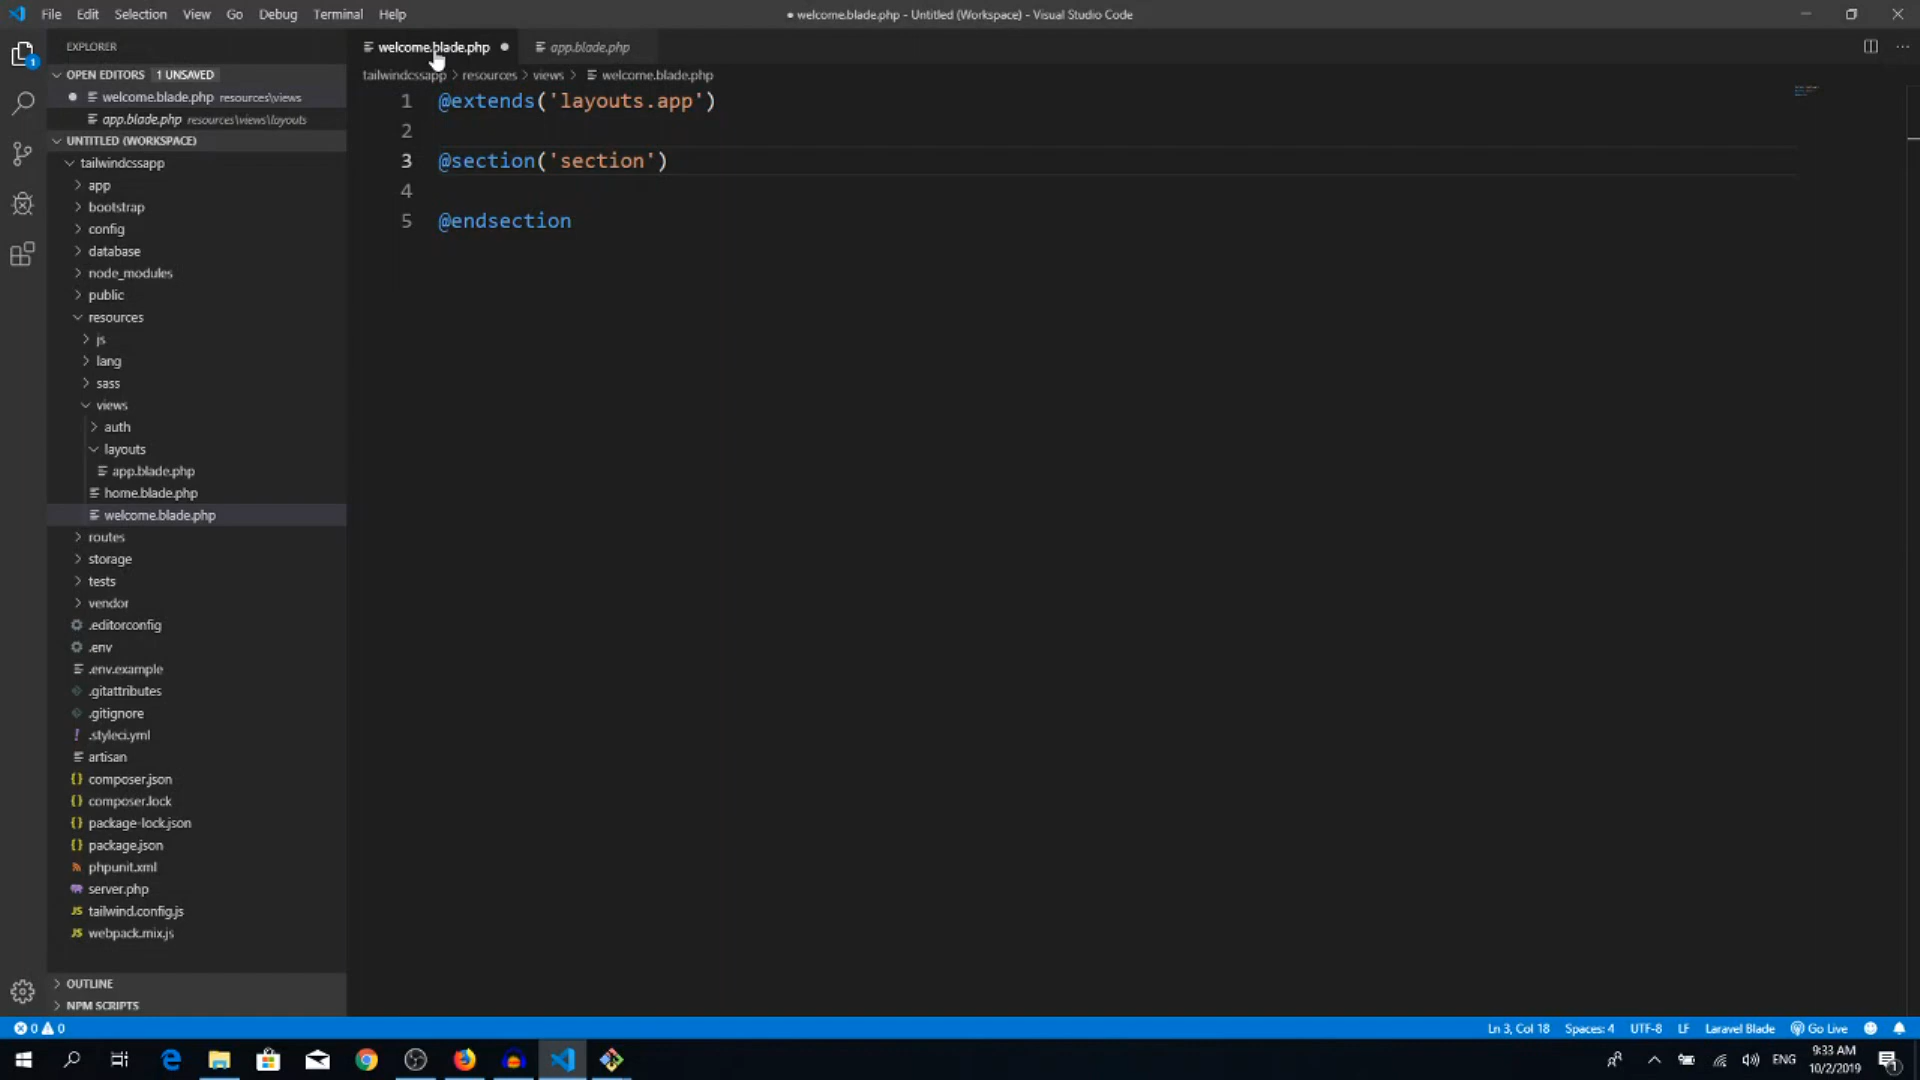 File Edit Selection View Go Debug Terminal Help
● welcome.blade.php - Untitled (Workspace) - Visual Studio Code
EXPLORER
welcome.blade.php
app.blade.php
OPEN EDITORS 1 UNSAVED
tailwindcssapp > resources > views > welcome.blade.php
welcome.blade.php resources\views
app.blade.php resources\views\layouts
UNTITLED (WORKSPACE)
tailwindcssapp
app
bootstrap
config
database
node_modules
public
resources
js
lang
sass
views
auth
layouts
app.blade.php
home.blade.php
welcome.blade.php
routes
storage
tests
vendor
.editorconfig
.env
.env.example
.gitattributes
.gitignore
.styleci.yml
artisan
composer.json
composer.lock
package-lock.json
package.json
phpunit.xml
server.php
tailwind.config.js
webpack.mix.js
OUTLINE
NPM SCRIPTS
1 @extends('layouts.app')
2
3 @section('section')
4
5 @endsection
0 0
Ln 3, Col 18 Spaces: 4 UTF-8 LF Laravel Blade Go Live
ENG
9:33 AM
10/2/2019